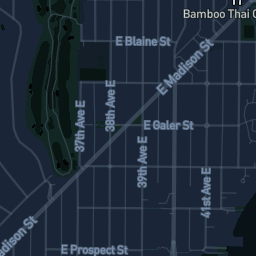 Bamboo Thai C
E Blaine St
E Madison St
38th Ave E
37th Ave E
E Galer St
39th Ave E
41st Ave E
adison St
E Prospect St